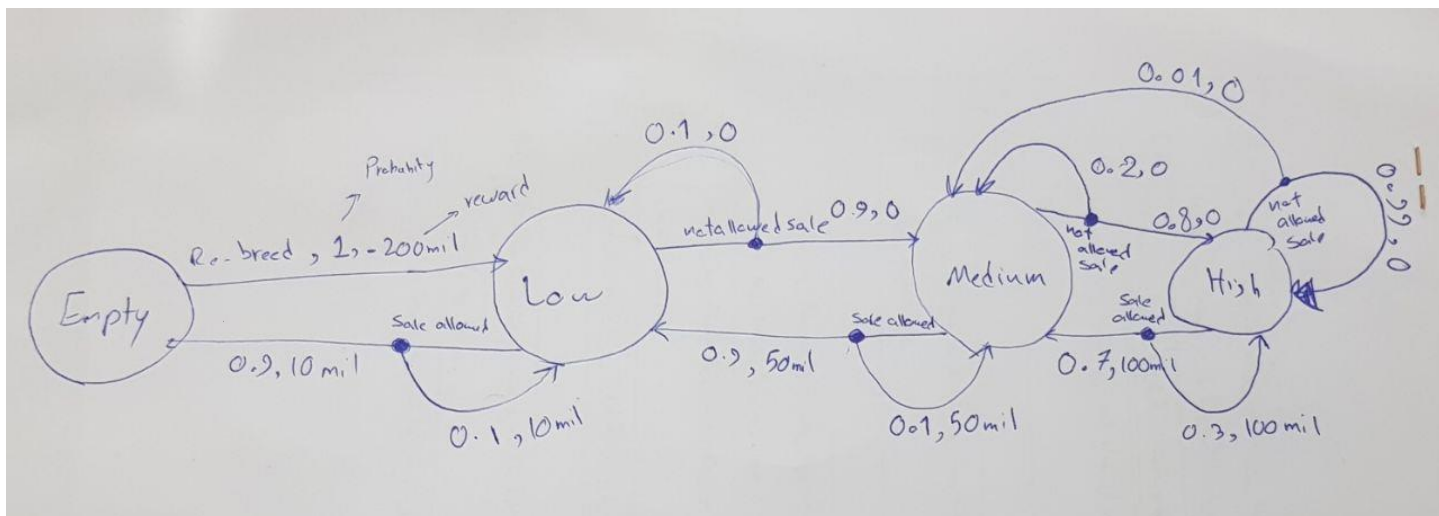 Probability
reward
Re-breed , 1, -200mil
Empty
Sale allowed
0.9, 10 mil
0.1 , 10mil
Low
0.1 , 0
not allowed sale
0.9, 0
Sale allowed
0.9, 50mil
0.1, 50mil
Medium
0.01, 0
0.2, 0
not
allowed
sale
0.8, 0
High
not
allowed
sale
0.99, 0
Sale
allowed
0.7, 100mil
0.3, 100mil